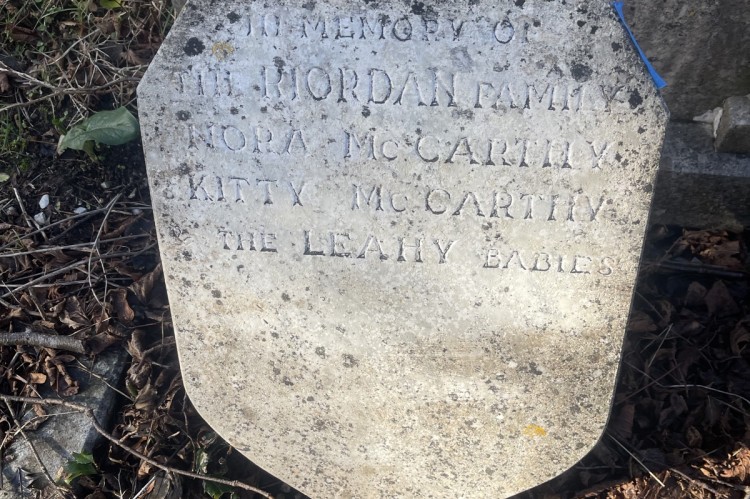 IN MEMORY OF
THE RIORDAN FAMILY
NORA McCARTHY
KITTY McCARTHY
& THE LEAHY BABIES